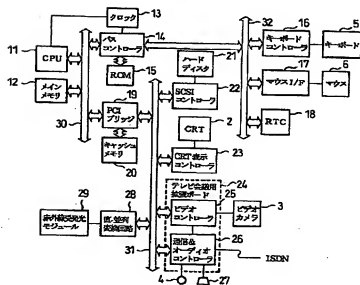 クロック
13
14
32
16
5
バス
コントローラ
キーボード
コントローラ
キーボード
11
CPU
ハード
ディスク
21
12
メイン
メモリ
ROM
15
17
6
マウスI/F
マウス
SCSI
コントローラ
22
19
PCI
ブリッジ
2
RTC
18
30
CRT
キャッシュ
メモリ
20
CRT表示
コントローラ
23
テレビ会議用
拡張ボード
24
25
29
28
ビデオ
コントローラ
ビデオ
カメラ
3
赤外線受発光
モジュール
直/並列
変換回路
26
通信&
オーディオ
コントローラ
ISDN
31
4
27